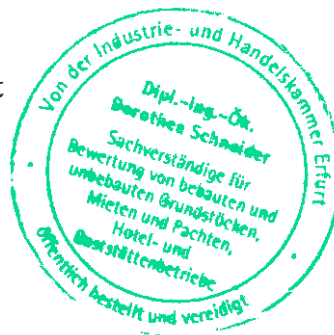 Von der Industrie- und Handelskammer Erfurt
Dipl.-Ing.-Ök.
Dorothea Schneider
Sachverständige für
Bewertung von bebauten und
unbebauten Grundstöcken,
Mieten und Pachten,
Hotel- und
Gaststättenbetriebe
öffentlich bestellt und vereidigt